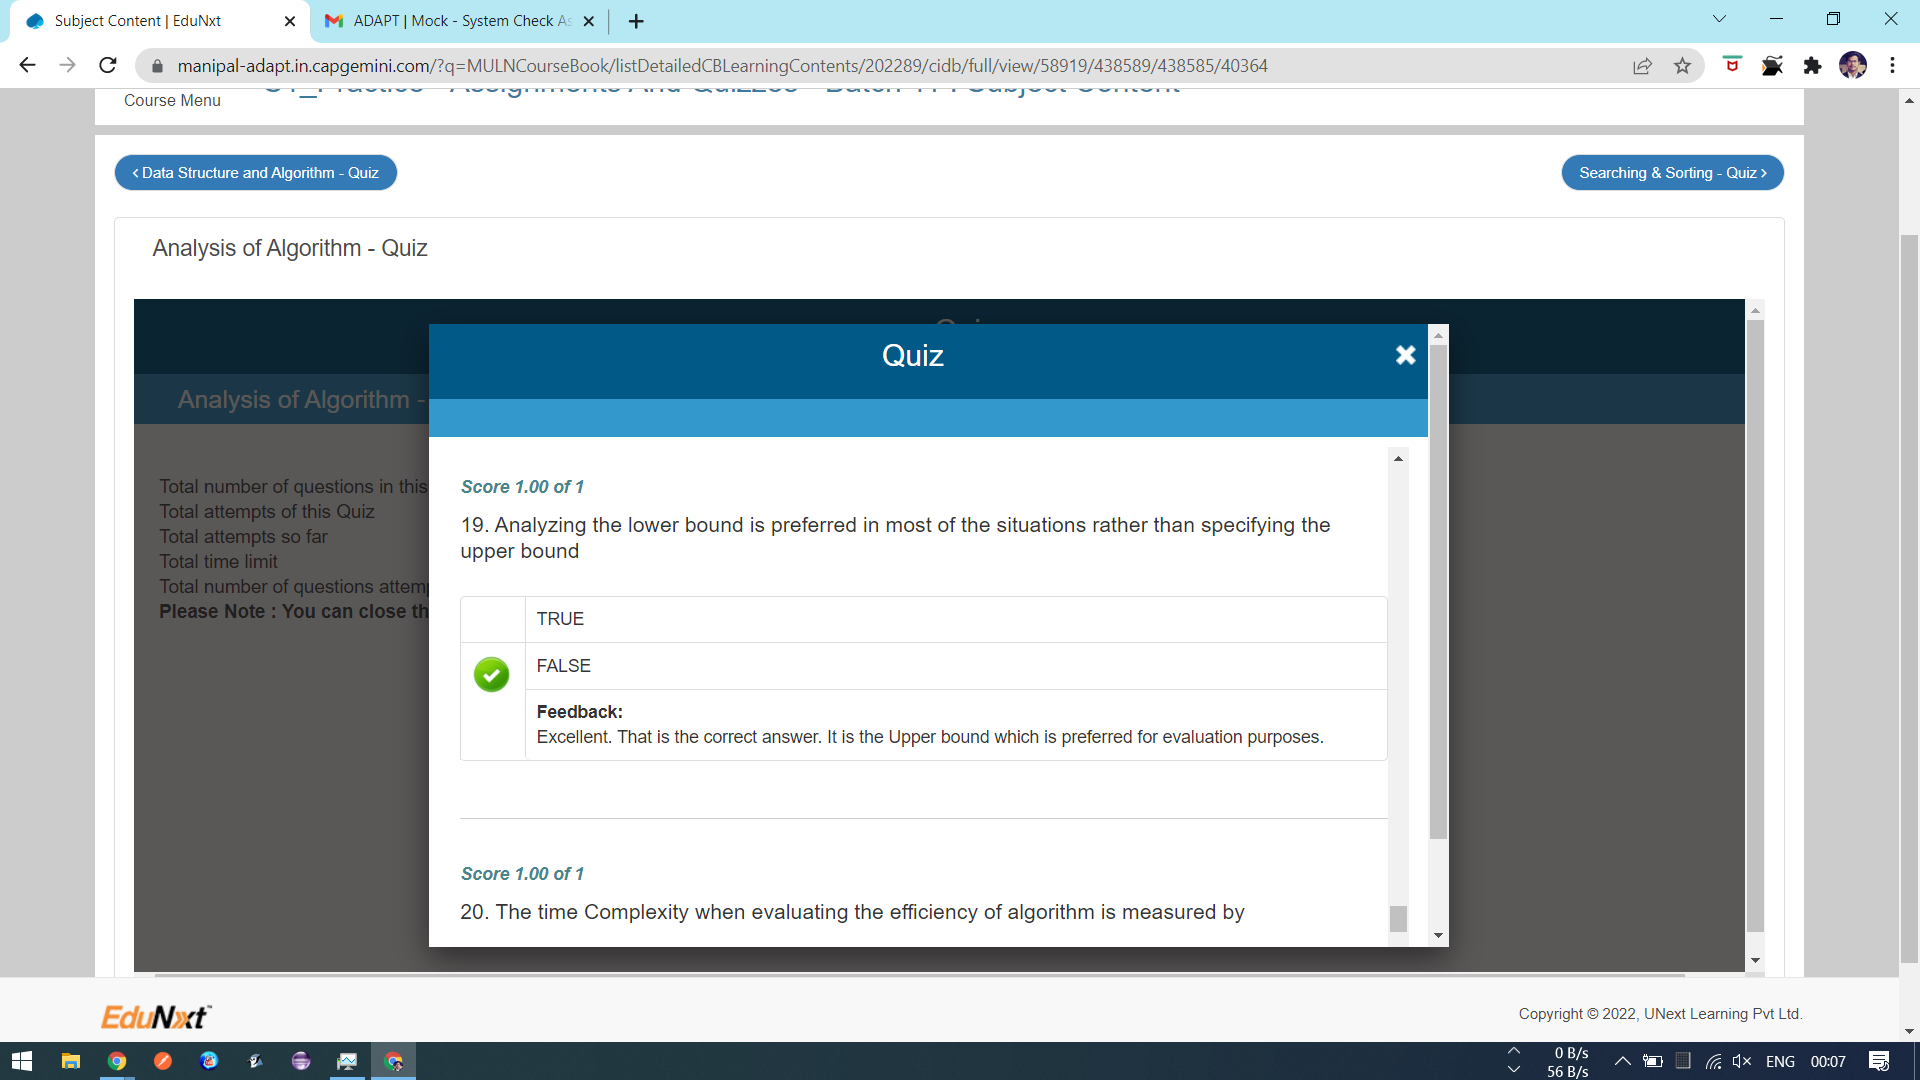 Subject Content | EduNxt
ADAPT | Mock - System Check As
manipal-adapt.in.capgemini.com/?q=MULNCourseBook/listDetailedCBLearningContents/202289/cidb/full/view/58919/438589/438585/40364
Course Menu
< Data Structure and Algorithm - Quiz
Searching & Sorting - Quiz >
Analysis of Algorithm - Quiz
Quiz
Analysis of Algorithm -
Total number of questions in this
Total attempts of this Quiz
Total attempts so far
Total time limit
Total number of questions attem
Please Note : You can close th
Score 1.00 of 1
19. Analyzing the lower bound is preferred in most of the situations rather than specifying the
upper bound
TRUE
FALSE
Feedback:
Excellent. That is the correct answer. It is the Upper bound which is preferred for evaluation purposes.
Score 1.00 of 1
20. The time Complexity when evaluating the efficiency of algorithm is measured by
EduNxt
Copyright © 2022, UNext Learning Pvt Ltd.
0 B/s
56 B/s
ENG
00:07